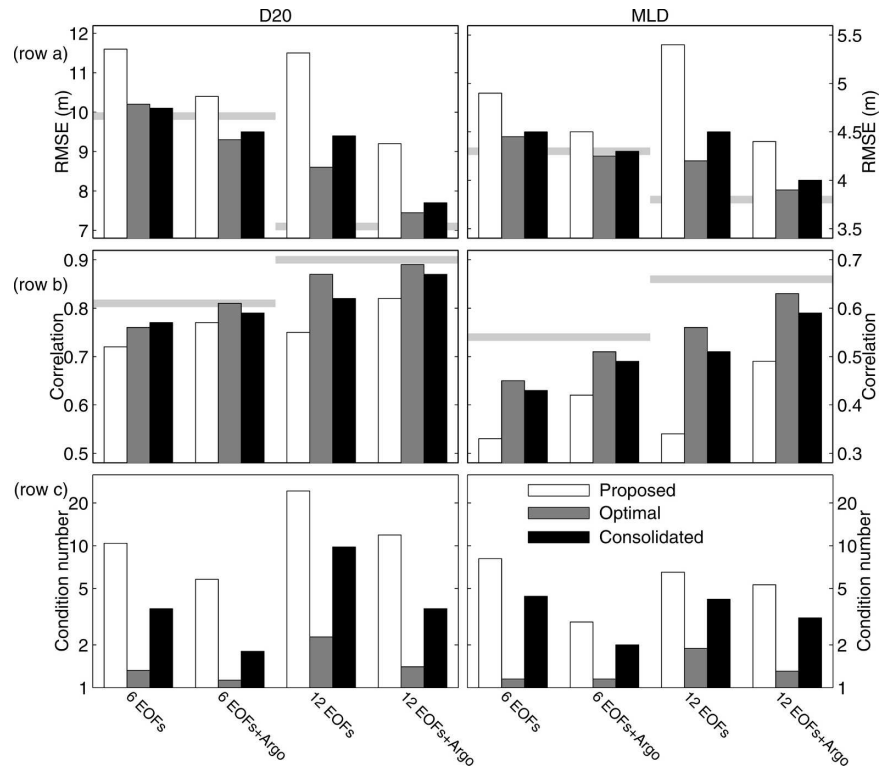 D20 MLD
(row a)
RMSE (m)
12
11
10
9
8
7
5.5
5
4.5
4
3.5
RMSE (m)
(row b)
Correlation
0.9
0.8
0.7
0.6
0.5
0.7
0.6
0.5
0.4
0.3
Correlation
(row c)
Condition number
20
10
5
2
1
Proposed
Optimal
Consolidated
20
10
5
2
1
Condition number
6 EOFs
6 EOFs+Argo
12 EOFs
12 EOFs+Argo
6 EOFs
6 EOFs+Argo
12 EOFs
12 EOFs+Argo